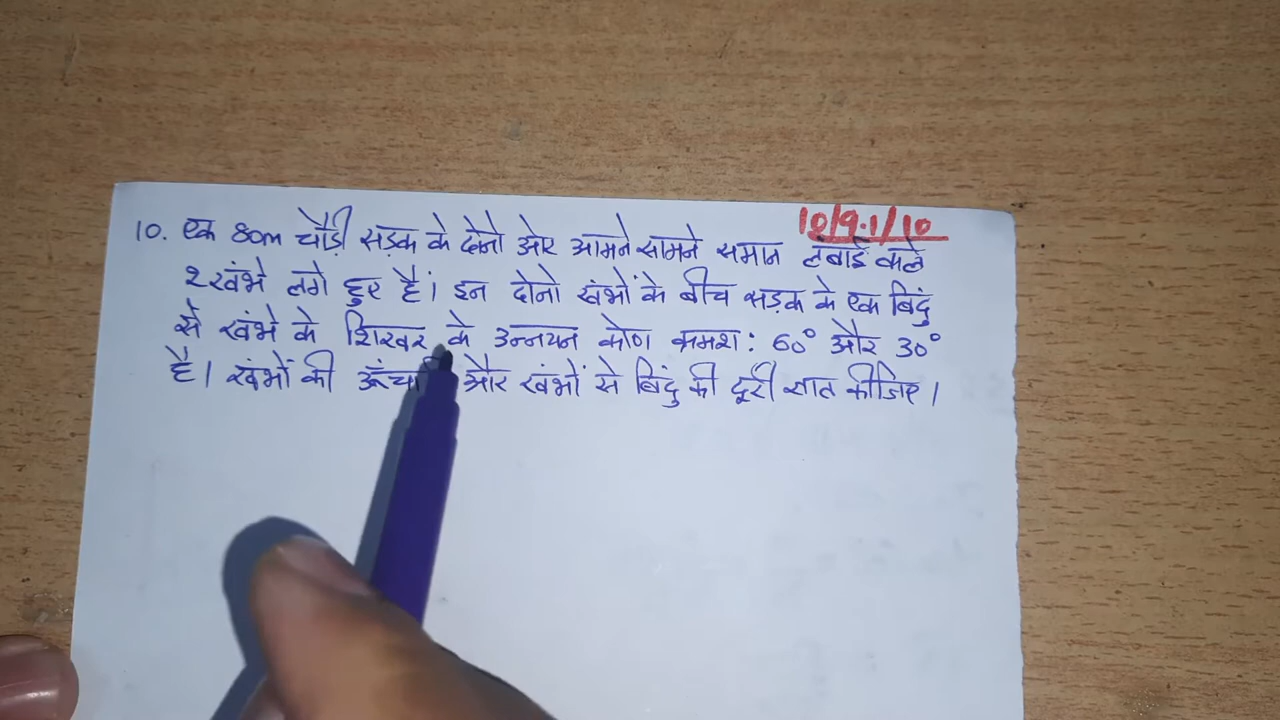 10/9.1/10
10. एक 80m चौड़ी सड़क के दोनो ओर आमने सामने समान लंबाई वाले
2 खंभे लगे हुए है। इन दोनो खंभों के बीच सड़क के एक बिंदु
से खंभे के शिखर के उन्नयन कोण क्रमश: 60° और 30°
है। खंभों की और खंभों से बिंदु की दूरी ज्ञात कीजिए।